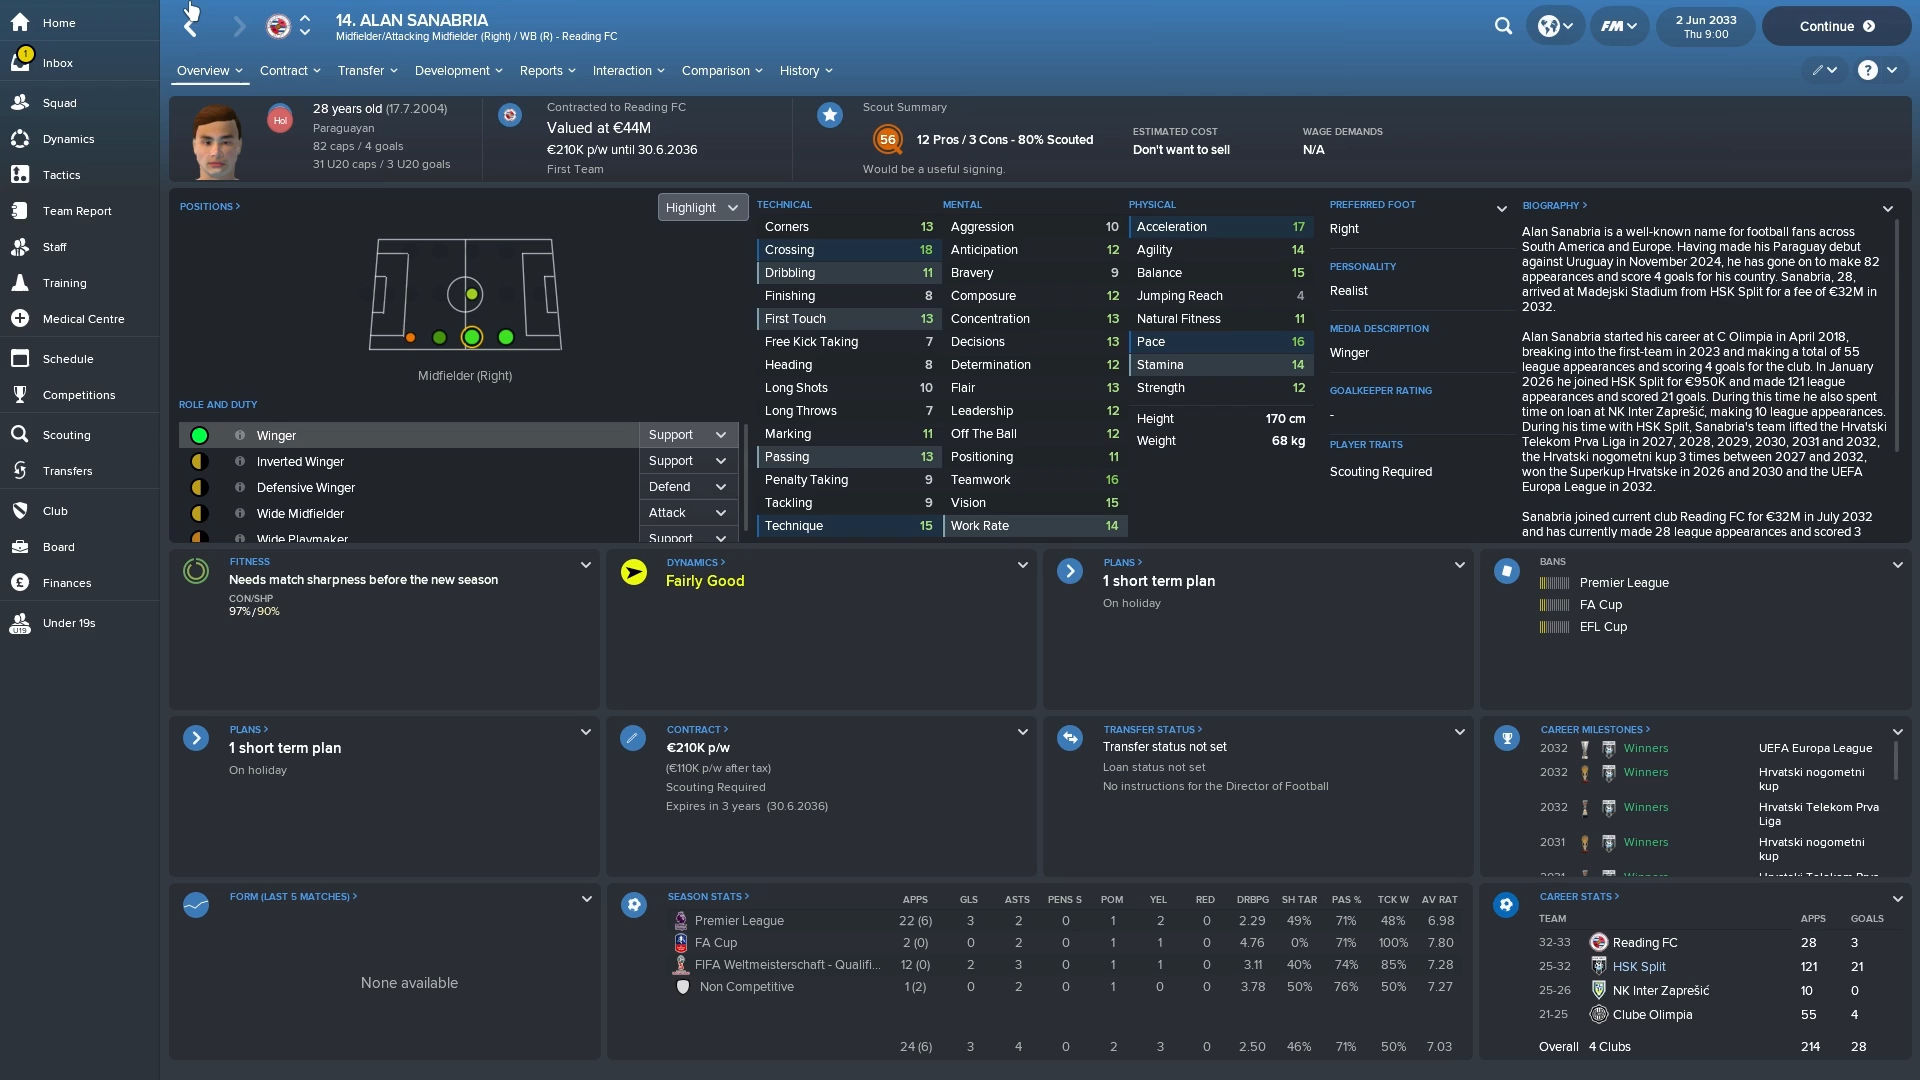 Home
1
Inbox
Squad
Dynamics
Tactics
Team Report
Staff
Training
Medical Centre
Schedule
Competitions
Scouting
Transfers
Club
Board
Finances
U19
Under 19s
14. ALAN SANABRIA
Midfielder/Attacking Midfielder (Right) / WB (R) - Reading FC
FM
2 Jun 2033
Thu 9:00
Continue
Overview Contract Transfer Development Reports Interaction Comparison History
?
Hol
28 years old (17.7.2004)
Paraguayan
82 caps / 4 goals
31 U20 caps / 3 U20 goals
Contracted to Reading FC
Valued at €44M
€210K p/w until 30.6.2036
First Team
Scout Summary
56
12 Pros / 3 Cons - 80% Scouted
Would be a useful signing.
ESTIMATED COST
Don't want to sell
WAGE DEMANDS
N/A
POSITIONS >
Highlight
Midfielder (Right)
ROLE AND DUTY
Winger Support
Inverted Winger Support
Defensive Winger Defend
Wide Midfielder Attack
Wide Playmaker Support
TECHNICAL
Corners 13
Crossing 18
Dribbling 11
Finishing 8
First Touch 13
Free Kick Taking 7
Heading 8
Long Shots 10
Long Throws 7
Marking 11
Passing 13
Penalty Taking 9
Tackling 9
Technique 15
MENTAL
Aggression 10
Anticipation 12
Bravery 9
Composure 12
Concentration 13
Decisions 13
Determination 12
Flair 13
Leadership 12
Off The Ball 12
Positioning 11
Teamwork 16
Vision 15
Work Rate 14
PHYSICAL
Acceleration 17
Agility 14
Balance 15
Jumping Reach 4
Natural Fitness 11
Pace 16
Stamina 14
Strength 12
Height 170 cm
Weight 68 kg
PREFERRED FOOT
Right
PERSONALITY
Realist
MEDIA DESCRIPTION
Winger
GOALKEEPER RATING
-
PLAYER TRAITS
Scouting Required
BIOGRAPHY >
Alan Sanabria is a well-known name for football fans across
South America and Europe. Having made his Paraguay debut
against Uruguay in November 2024, he has gone on to make 82
appearances and score 4 goals for his country. Sanabria, 28,
arrived at Madejski Stadium from HSK Split for a fee of €32M in
2032.
Alan Sanabria started his career at C Olimpia in April 2018,
breaking into the first-team in 2023 and making a total of 55
league appearances and scoring 4 goals for the club. In January
2026 he joined HSK Split for €950K and made 121 league
appearances and scored 21 goals. During this time he also spent
time on loan at NK Inter Zaprešić, making 10 league appearances.
During his time with HSK Split, Sanabria's team lifted the Hrvatski
Telekom Prva Liga in 2027, 2028, 2029, 2030, 2031 and 2032,
the Hrvatski nogometni kup 3 times between 2027 and 2032,
won the Superkup Hrvatske in 2026 and 2030 and the UEFA
Europa League in 2032.
Sanabria joined current club Reading FC for €32M in July 2032
and has currently made 28 league appearances and scored 3
FITNESS
Needs match sharpness before the new season
CON/SHP
97%/90%
DYNAMICS >
Fairly Good
PLANS >
1 short term plan
On holiday
BANS
Premier League
FA Cup
EFL Cup
PLANS >
1 short term plan
On holiday
CONTRACT >
€210K p/w
(€110K p/w after tax)
Scouting Required
Expires in 3 years (30.6.2036)
TRANSFER STATUS >
Transfer status not set
Loan status not set
No instructions for the Director of Football
CAREER MILESTONES >
2032 Winners UEFA Europa League
2032 Winners Hrvatski nogometni
kup
2032 Winners Hrvatski Telekom Prva
Liga
2031 Winners Hrvatski nogometni
kup
2031 Winners Hrvatski Telekom Prva
FORM (LAST 5 MATCHES) >
None available
SEASON STATS > APPS GLS ASTS PENS S POM YEL RED DRBPG SH TAR PAS % TCK W AV RAT
Premier League 22 (6) 3 2 0 1 2 0 2.29 49% 71% 48% 6.98
FA Cup 2 (0) 0 2 0 1 1 0 4.76 0% 71% 100% 7.80
FIFA Weltmeisterschaft - Qualifi... 12 (0) 2 3 0 1 1 0 3.11 40% 74% 85% 7.28
Non Competitive 1 (2) 0 2 0 1 0 0 3.78 50% 76% 50% 7.27
24 (6) 3 4 0 2 3 0 2.50 46% 71% 50% 7.03
CAREER STATS >
TEAM APPS GOALS
32-33 Reading FC 28 3
25-32 HSK Split 121 21
25-26 NK Inter Zaprešić 10 0
21-25 Clube Olimpia 55 4
Overall 4 Clubs 214 28